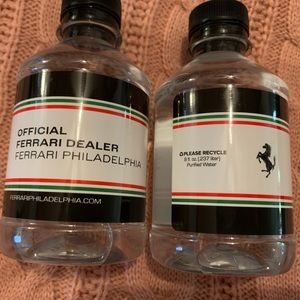 OFFICIAL
FERRARI DEALER
FERRARI PHILADELPHIA
FERRARIPHILADELPHIA.COM
PLEASE RECYCLE
8 fl oz. (237 liter)
Purified Water